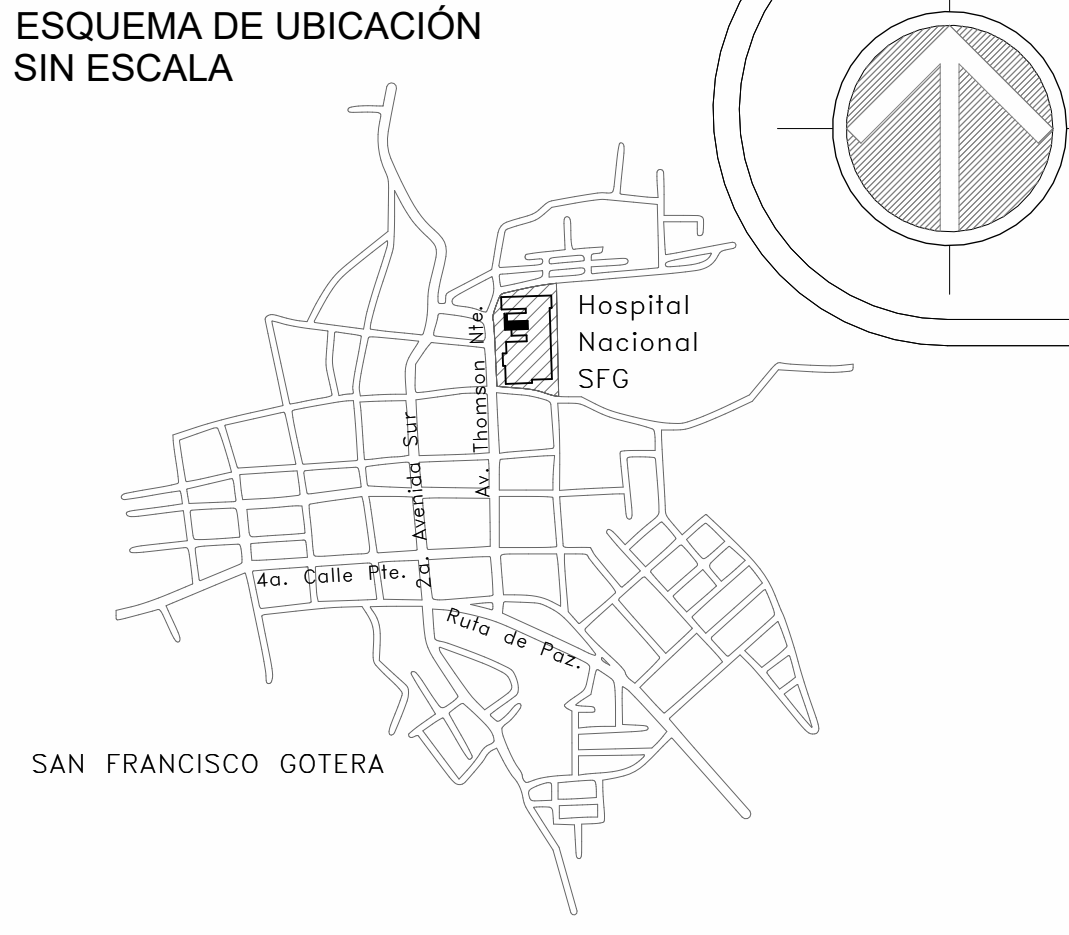 ESQUEMA DE UBICACIÓN
SIN ESCALA
Hospital
Nacional
SFG
Av. Thomson Nte.
2a. Avenida Sur
4a. Calle Pte.
Ruta de Paz.
SAN FRANCISCO GOTERA